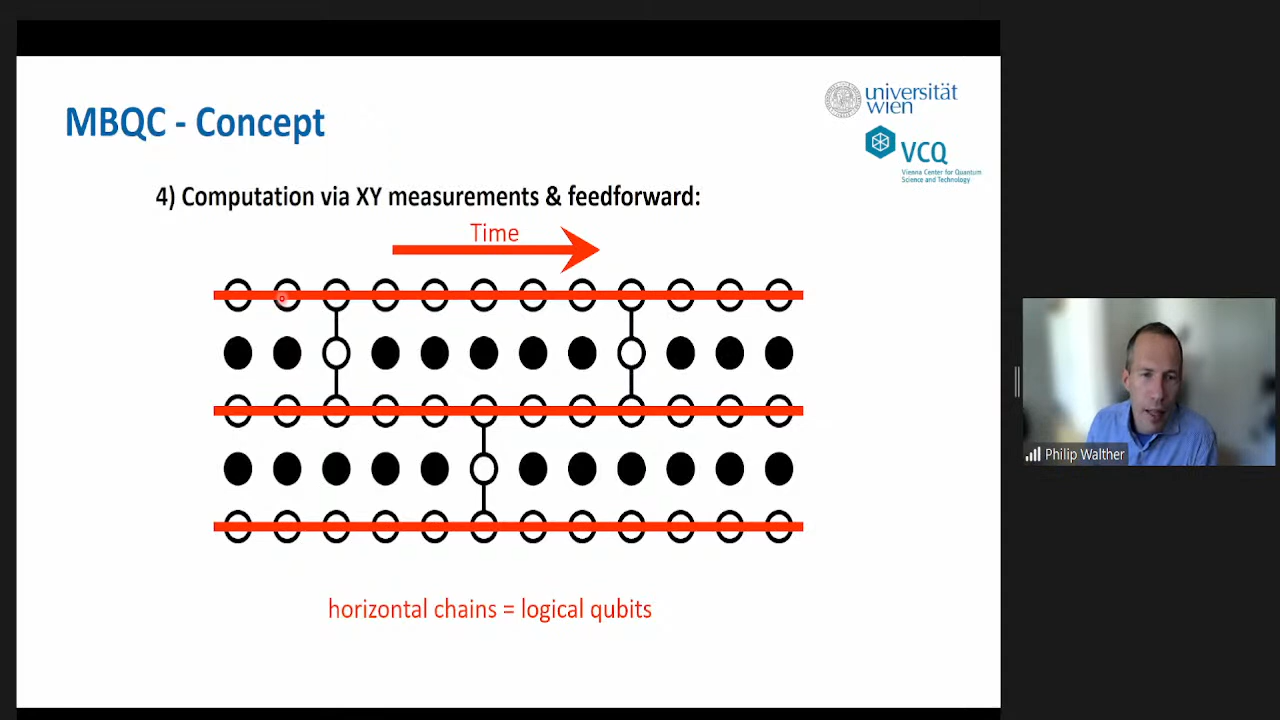 MBQC - Concept
universität
wien
VCQ
Vienna Center for Quantum
Science and Technology
4) Computation via XY measurements & feedforward:
Time
horizontal chains = logical qubits
Philip Walther